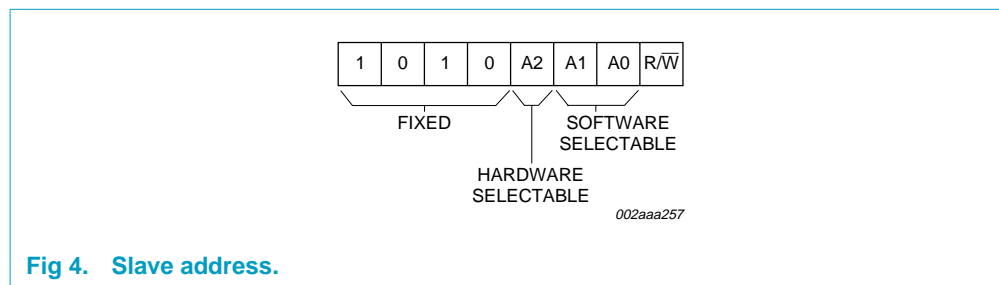 1 0 1 0 A2 A1 A0 R/W̅
FIXED SOFTWARE
SELECTABLE
HARDWARE
SELECTABLE
002aaa257
Fig 4. Slave address.